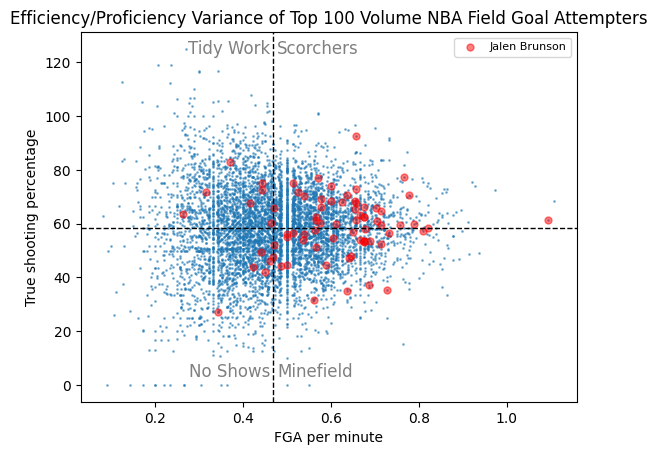 Efficiency/Proficiency Variance of Top 100 Volume NBA Field Goal Attempters
Tidy Work Scorchers
Jalen Brunson
120
100
80
60
40
20
0
True shooting percentage
No Shows Minefield
0.2 0.4 0.6 0.8 1.0
FGA per minute